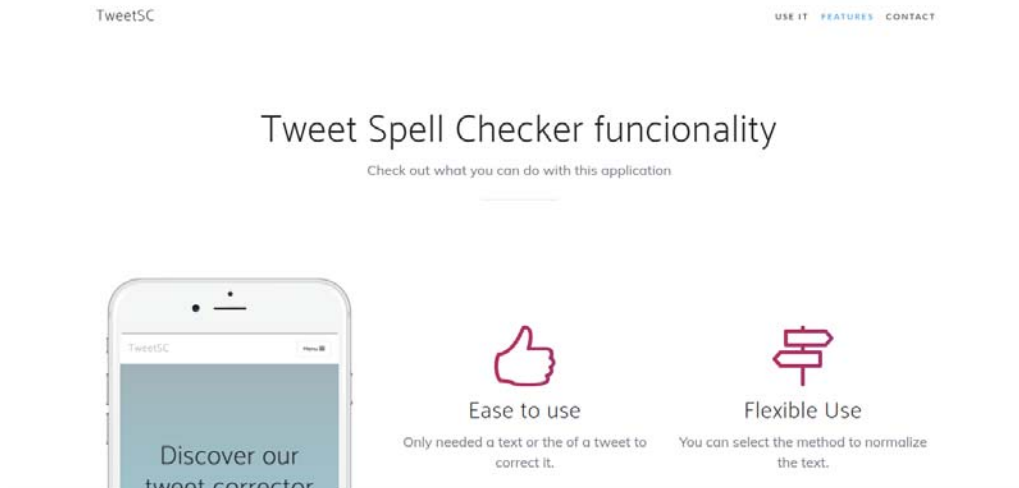 TweetSC
USE IT FEATURES CONTACT
Tweet Spell Checker funcionality
Check out what you can do with this application
TweetSC
Menu
Discover our
tweet corrector
Ease to use
Only needed a text or the of a tweet to
correct it.
Flexible Use
You can select the method to normalize
the text.